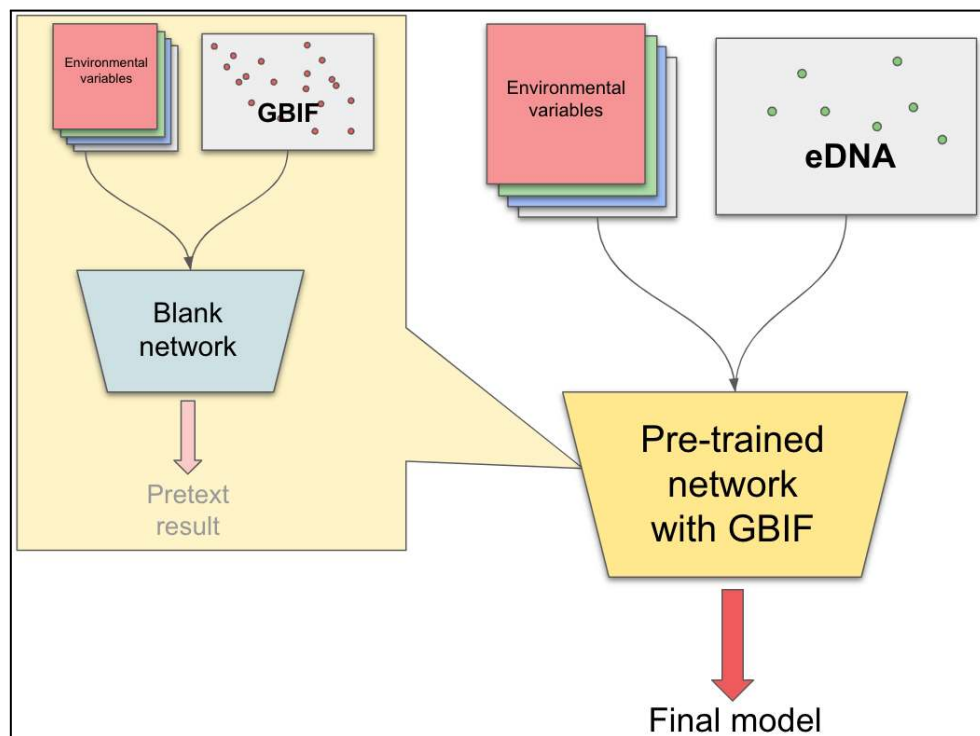 Environmental
variables
GBIF
Blank
network
Pretext
result
Environmental
variables
eDNA
Pre-trained
network
with GBIF
Final model